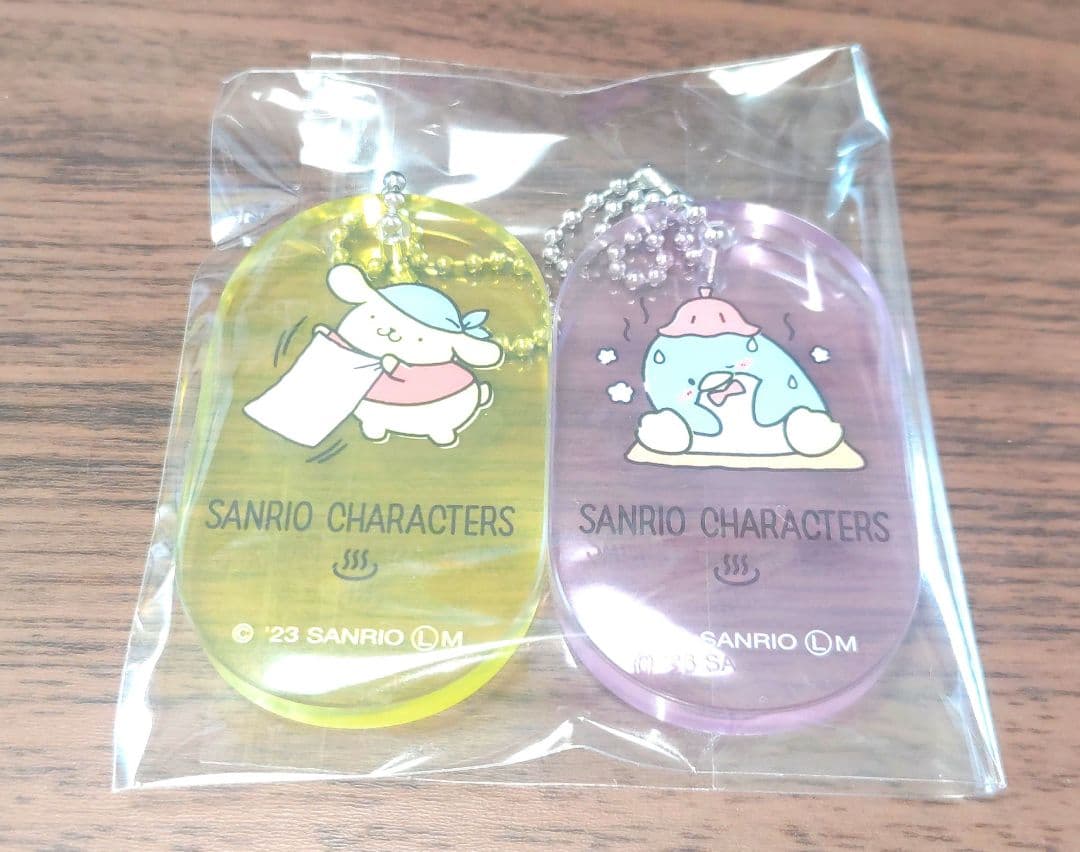 SANRIO CHARACTERS
© '23 SANRIO Ⓛ M
SANRIO CHARACTERS
SANRIO Ⓛ M